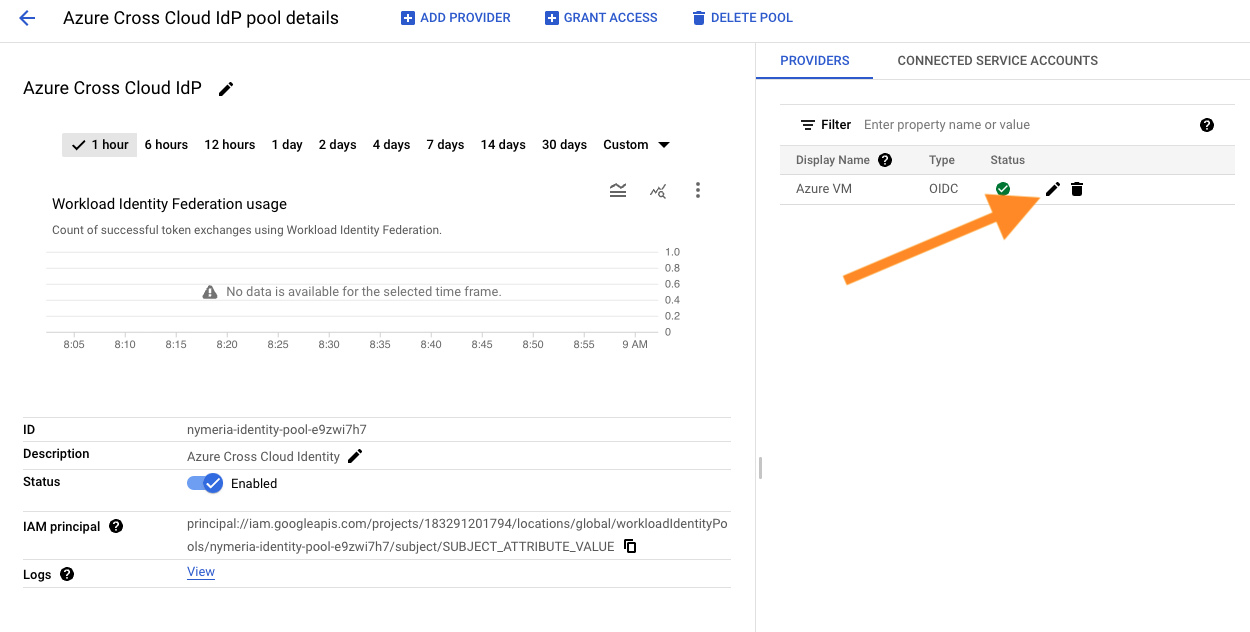 Azure Cross Cloud IdP pool details
ADD PROVIDER
GRANT ACCESS
DELETE POOL
Azure Cross Cloud IdP
1 hour 6 hours 12 hours 1 day 2 days 4 days 7 days 14 days 30 days Custom
Workload Identity Federation usage
Count of successful token exchanges using Workload Identity Federation.
1.0
0.8
0.6
No data is available for the selected time frame.
0.4
0.2
0
8:05 8:10 8:15 8:20 8:25 8:30 8:35 8:40 8:45 8:50 8:55 9 AM
ID nymeria-identity-pool-e9zwi7h7
Description Azure Cross Cloud Identity
Status Enabled
IAM principal principal://iam.googleapis.com/projects/183291201794/locations/global/workloadIdentityPo
ols/nymeria-identity-pool-e9zwi7h7/subject/SUBJECT_ATTRIBUTE_VALUE
Logs View
PROVIDERS CONNECTED SERVICE ACCOUNTS
Filter Enter property name or value
Display Name Type Status
Azure VM OIDC